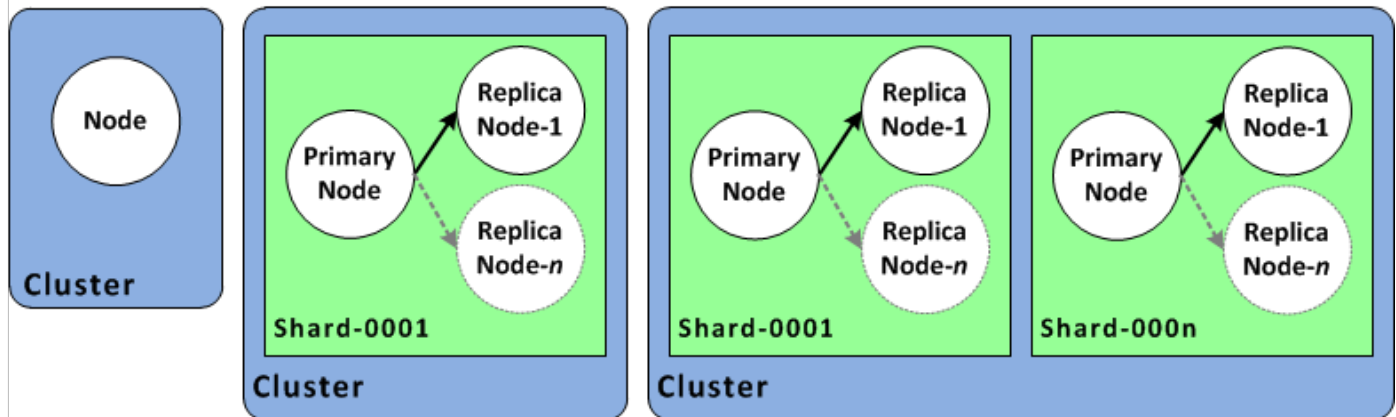 Node
Cluster
Primary
Node
Replica
Node-1
Replica
Node-n
Shard-0001
Cluster
Primary
Node
Replica
Node-1
Replica
Node-n
Shard-0001
Primary
Node
Replica
Node-1
Replica
Node-n
Shard-000n
Cluster